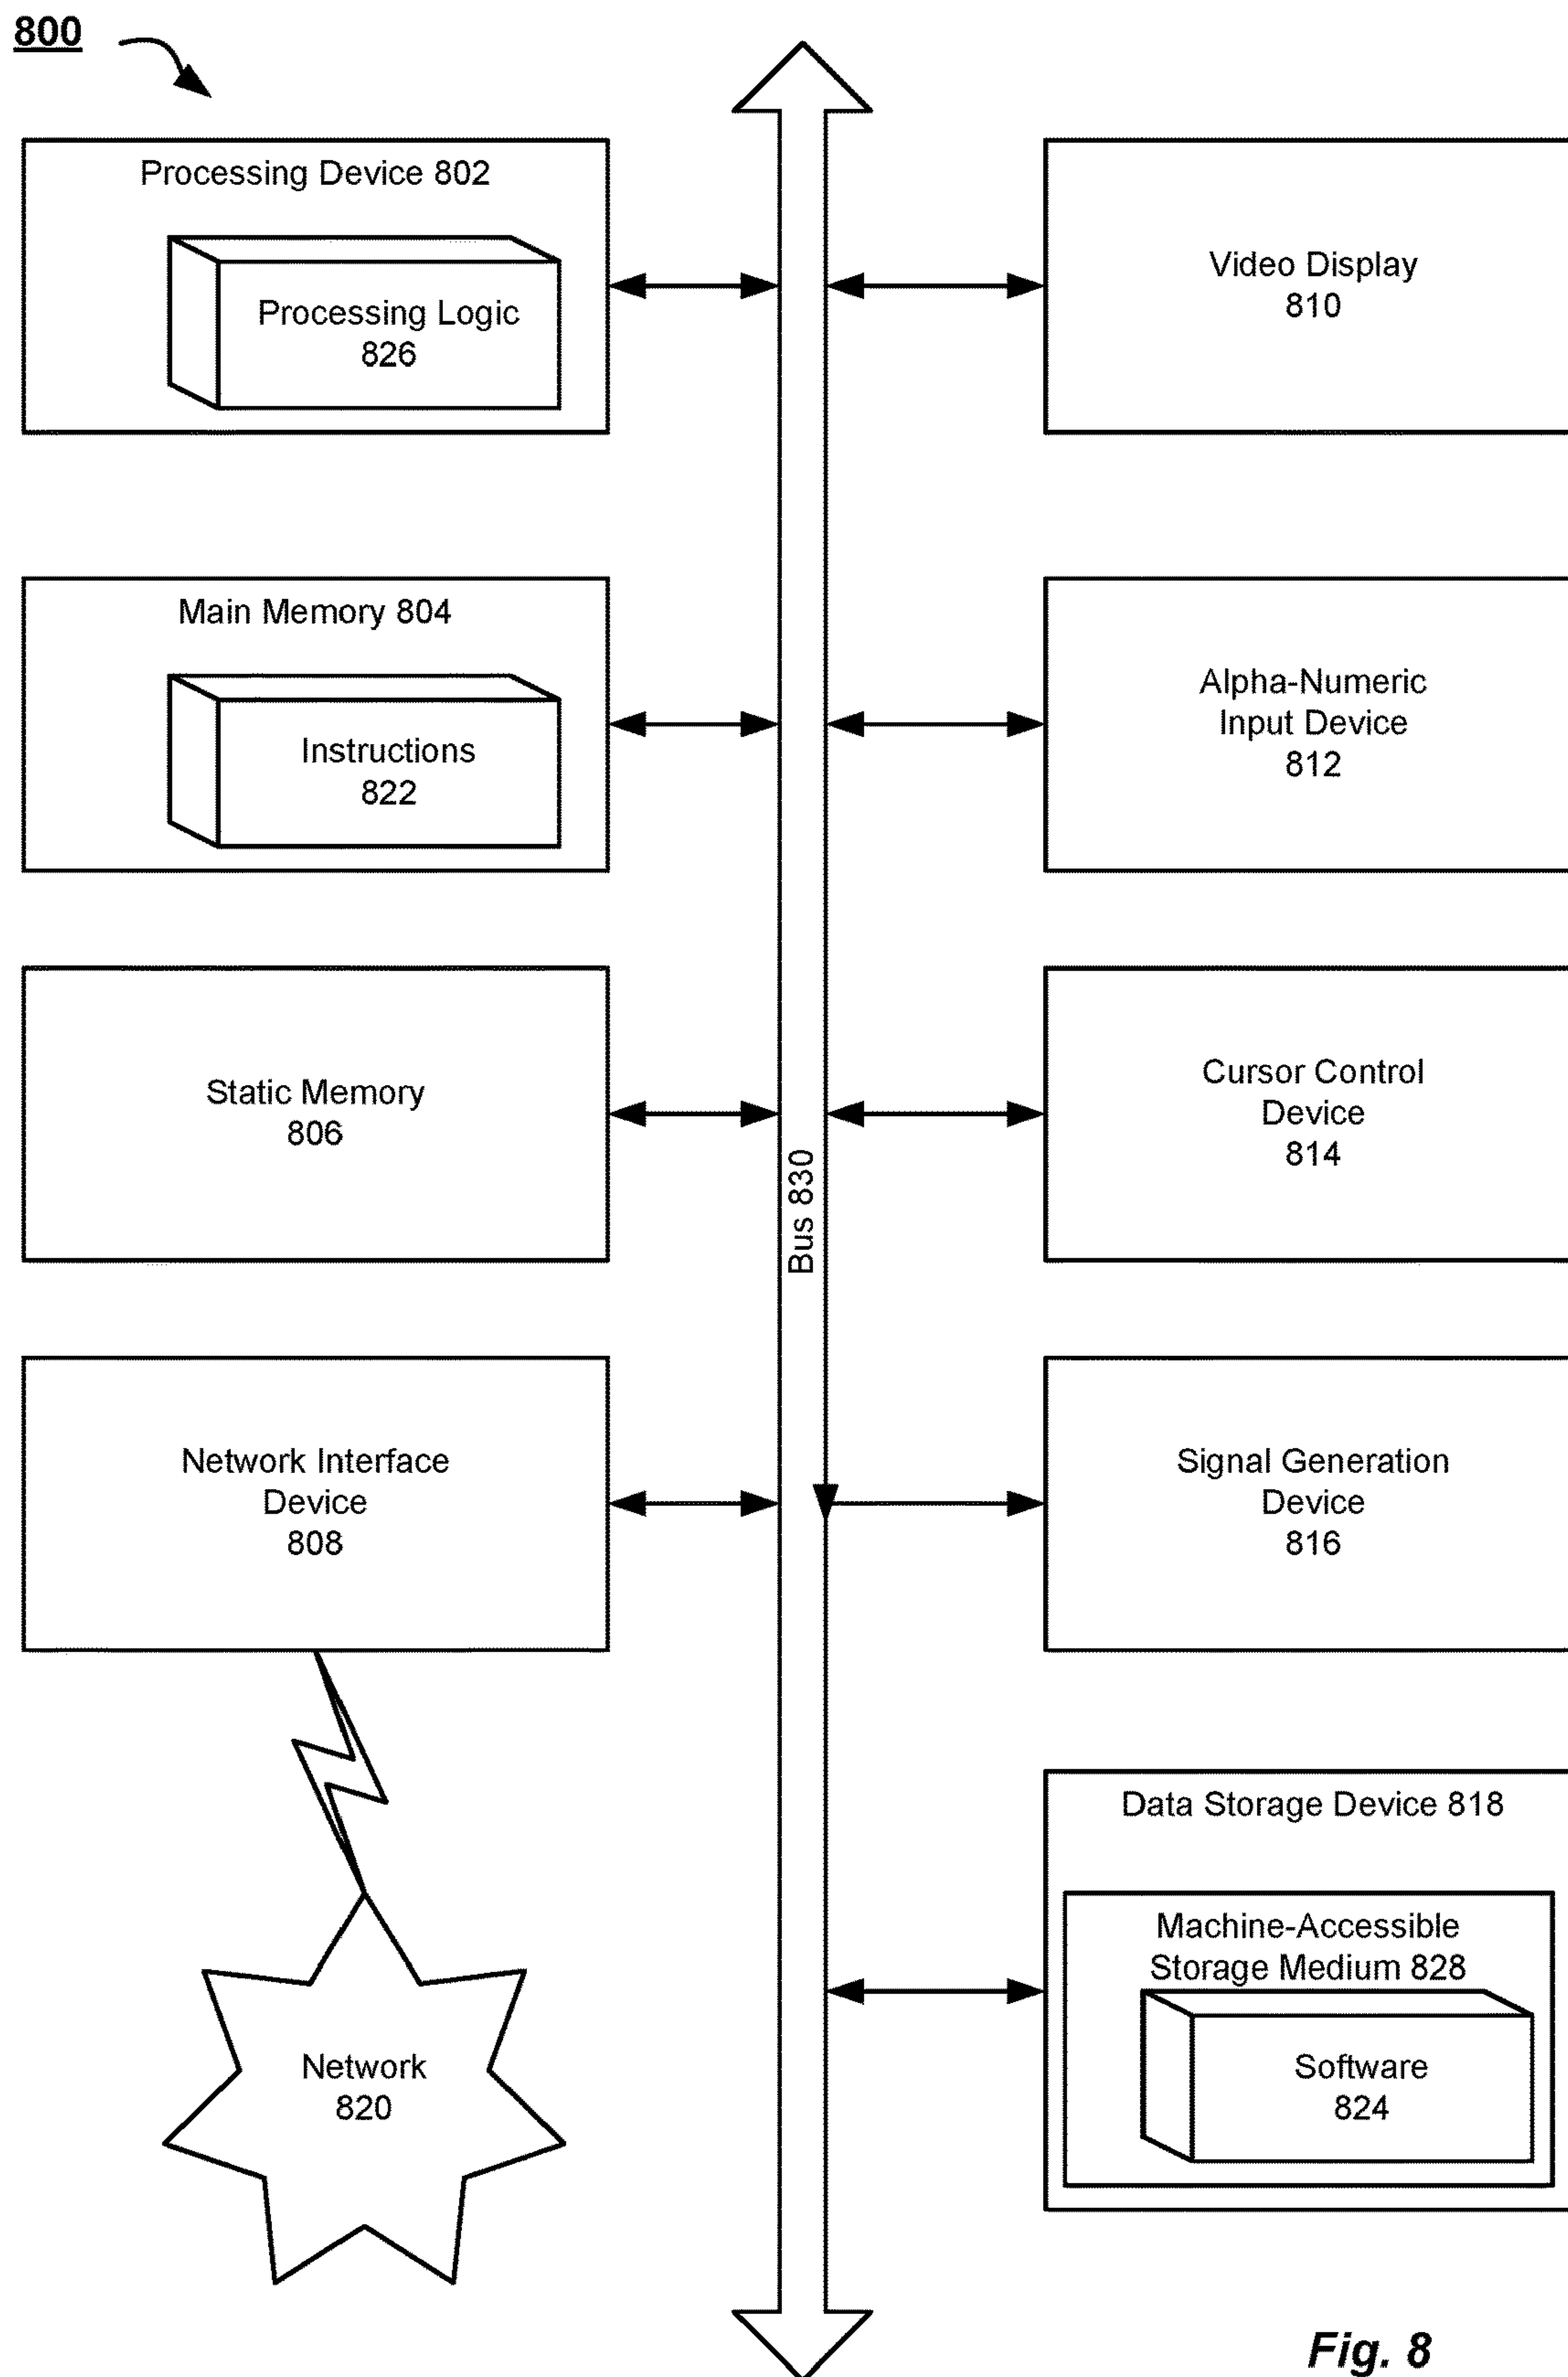 800
Processing Device 802
Processing Logic
826
Video Display
810
Main Memory 804
Instructions
822
Alpha-Numeric
Input Device
812
Static Memory
806
Cursor Control
Device
814
Bus 830
Network Interface
Device
808
Signal Generation
Device
816
Data Storage Device 818
Machine-Accessible
Storage Medium 828
Software
824
Network
820
Fig. 8